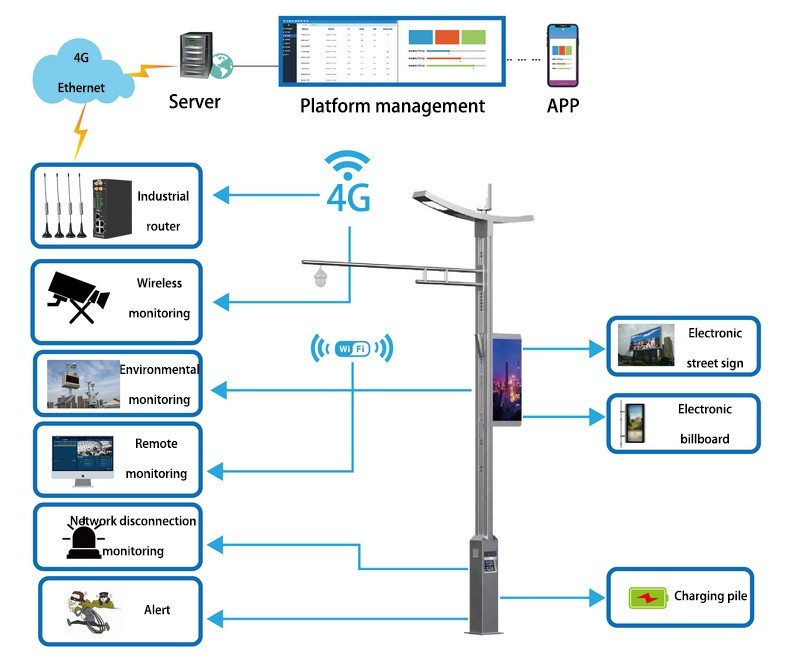 4G
Ethernet
Server
Platform management
APP
4G
Industrial
router
Wireless
monitoring
Wi Fi
Environmental
monitoring
Remote
monitoring
Network disconnection
monitoring
Alert
Electronic
street sign
Electronic
billboard
Charging pile